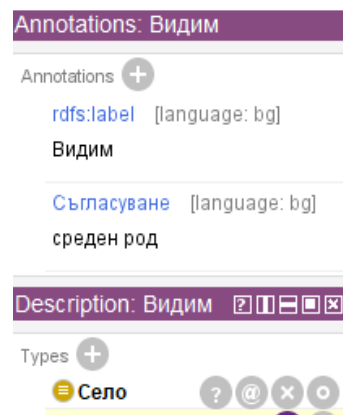 Annotations: Видим
Annotations
rdfs:label [language: bg]
Видим
Съгласуване [language: bg]
среден род
Description: Видим
Types
Село